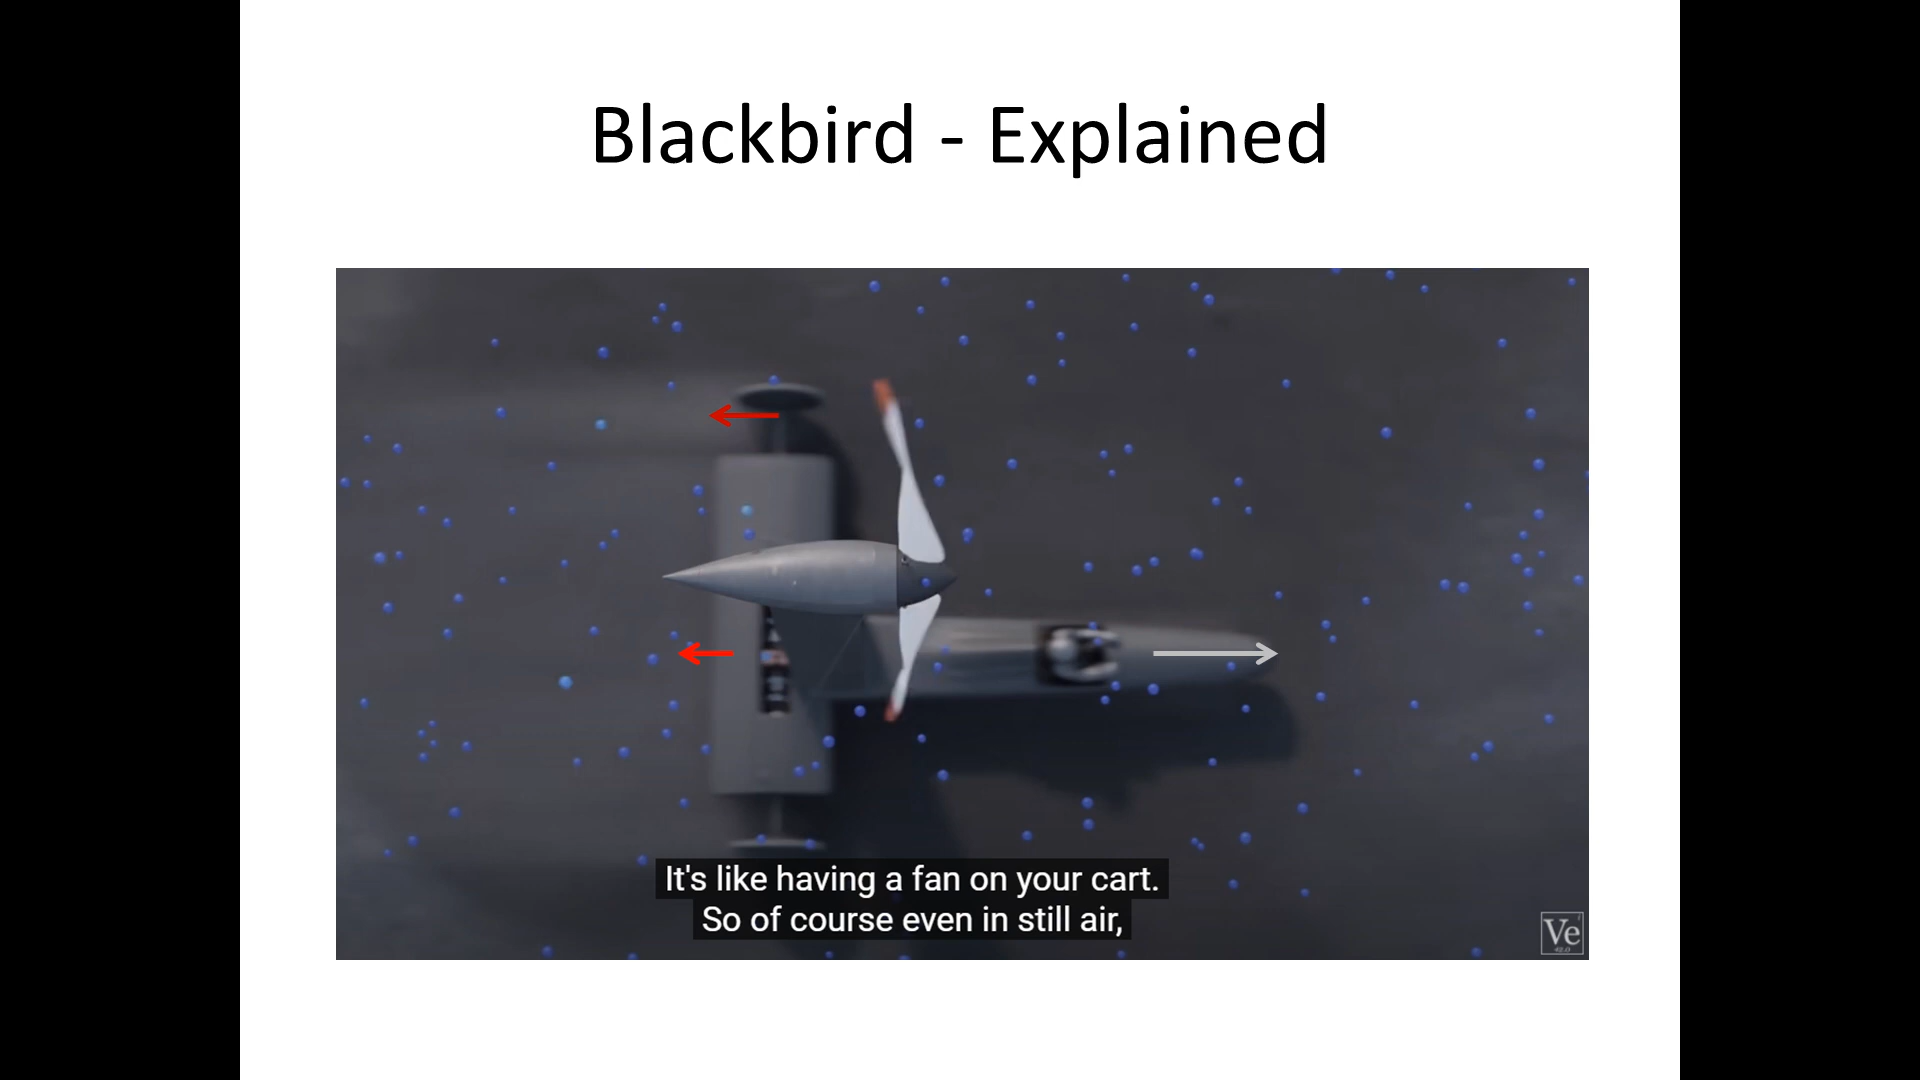 Blackbird - Explained
It's like having a fan on your cart.
So of course even in still air,
Ve